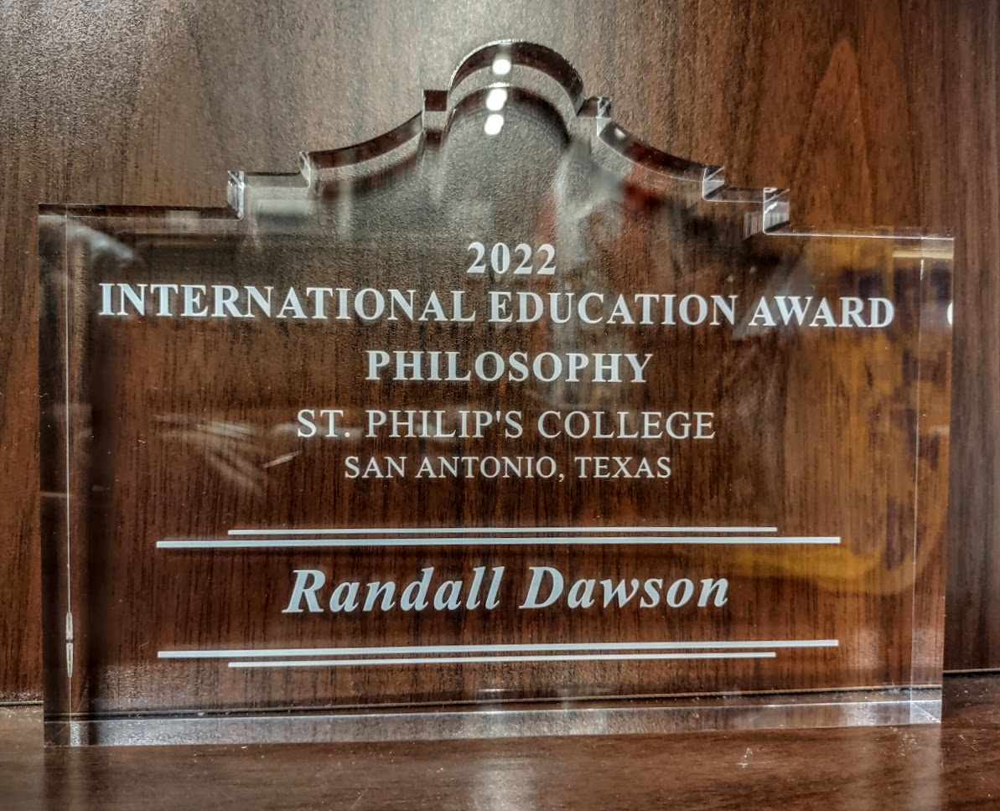 2022
INTERNATIONAL EDUCATION AWARD
PHILOSOPHY
ST. PHILIP'S COLLEGE
SAN ANTONIO, TEXAS
Randall Dawson